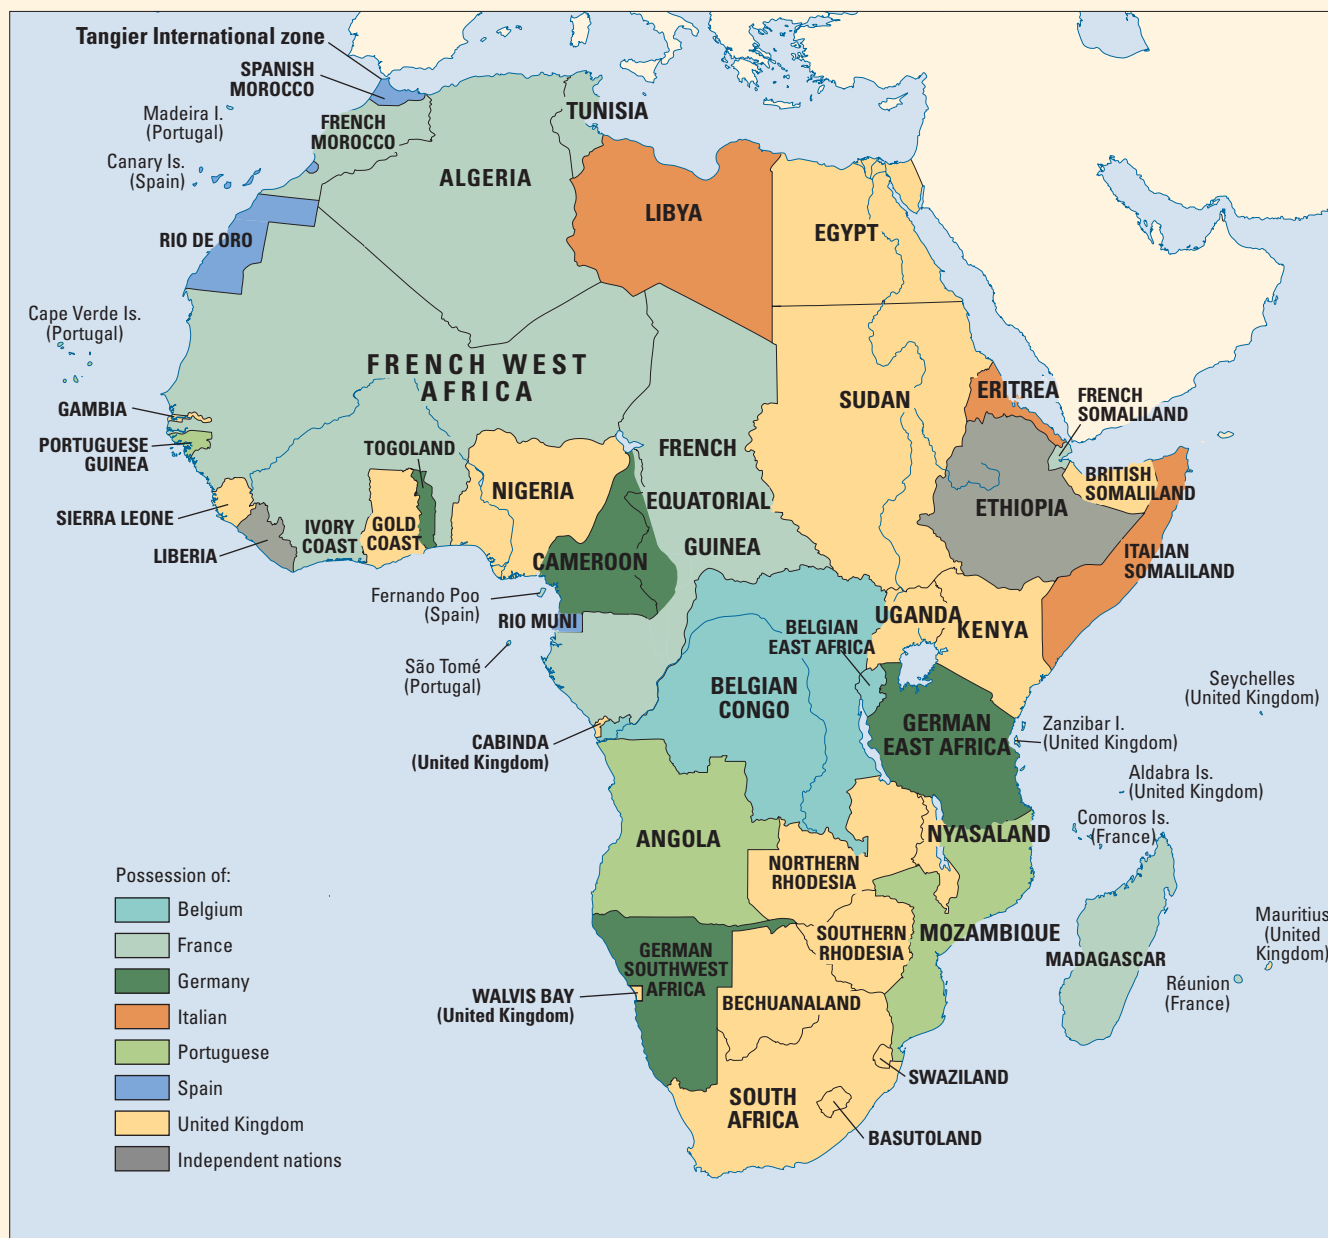 Tangier International zone
SPANISH
MOROCCO
Madeira I.
(Portugal)
FRENCH
MOROCCO
TUNISIA
Canary Is.
(Spain)
ALGERIA
LIBYA
EGYPT
RIO DE ORO
Cape Verde Is.
(Portugal)
FRENCH WEST
AFRICA
SUDAN
ERITREA
FRENCH
SOMALILAND
GAMBIA
PORTUGUESE
GUINEA
TOGOLAND
FRENCH
EQUATORIAL
GUINEA
NIGERIA
BRITISH
SOMALILAND
ETHIOPIA
SIERRA LEONE
LIBERIA
IVORY
COAST
GOLD
COAST
CAMEROON
ITALIAN
SOMALILAND
Fernando Poo
(Spain)
RIO MUNI
UGANDA
KENYA
BELGIAN
EAST AFRICA
São Tomé
(Portugal)
BELGIAN
CONGO
Seychelles
(United Kingdom)
GERMAN
EAST AFRICA
Zanzibar I.
(United Kingdom)
CABINDA
(United Kingdom)
Aldabra Is.
(United Kingdom)
Comoros Is.
(France)
ANGOLA
NYASALAND
NORTHERN
RHODESIA
Possession of:
Belgium
France
Germany
Italian
Portuguese
Spain
United Kingdom
Independent nations
GERMAN
SOUTHWEST
AFRICA
SOUTHERN
RHODESIA
MOZAMBIQUE
MADAGASCAR
Mauritius
(United
Kingdom)
Réunion
(France)
WALVIS BAY
(United Kingdom)
BECHUANALAND
SWAZILAND
SOUTH
AFRICA
BASUTOLAND